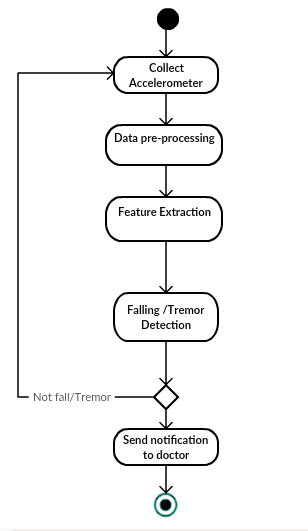 Collect
Accelerometer
Data pre-processing
Feature Extraction
Falling /Tremor
Detection
Not fall/Tremor
Send notification
to doctor